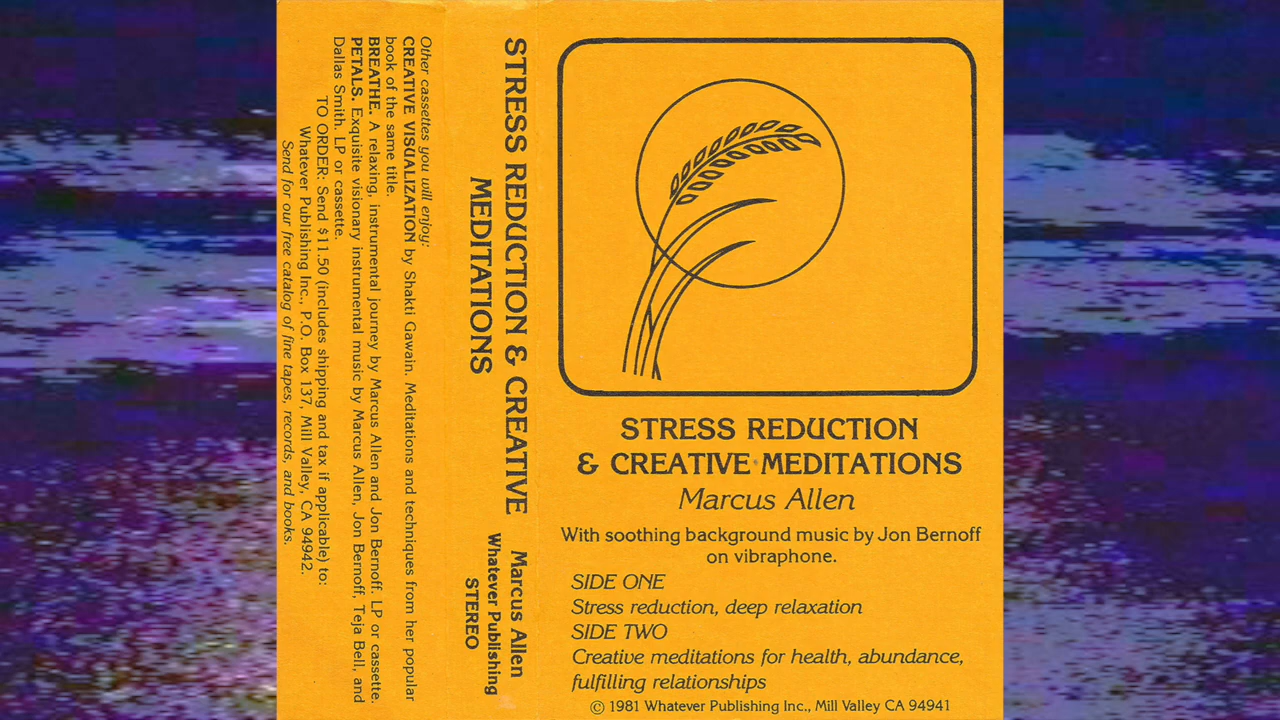 Other cassettes you will enjoy:
CREATIVE VISUALIZATION by Shakti Gawain. Meditations and techniques from her popular
book of the same title.
BREATHE. A relaxing, instrumental journey by Marcus Allen and Jon Bernoff. LP or cassette.
PETALS. Exquisite visionary instrumental music by Marcus Allen, Jon Bernoff, Teja Bell, and
Dallas Smith. LP or cassette.
TO ORDER: Send $11.50 (includes shipping and tax if applicable) to:
Whatever Publishing Inc., P.O. Box 137, Mill Valley, CA 94942.
Send for our free catalog of fine tapes, records, and books.
STRESS REDUCTION & CREATIVE
MEDITATIONS
Marcus Allen
Whatever Publishing
STEREO
STRESS REDUCTION
& CREATIVE MEDITATIONS
Marcus Allen
With soothing background music by Jon Bernoff
on vibraphone.
SIDE ONE
Stress reduction, deep relaxation
SIDE TWO
Creative meditations for health, abundance,
fulfilling relationships
© 1981 Whatever Publishing Inc., Mill Valley CA 94941